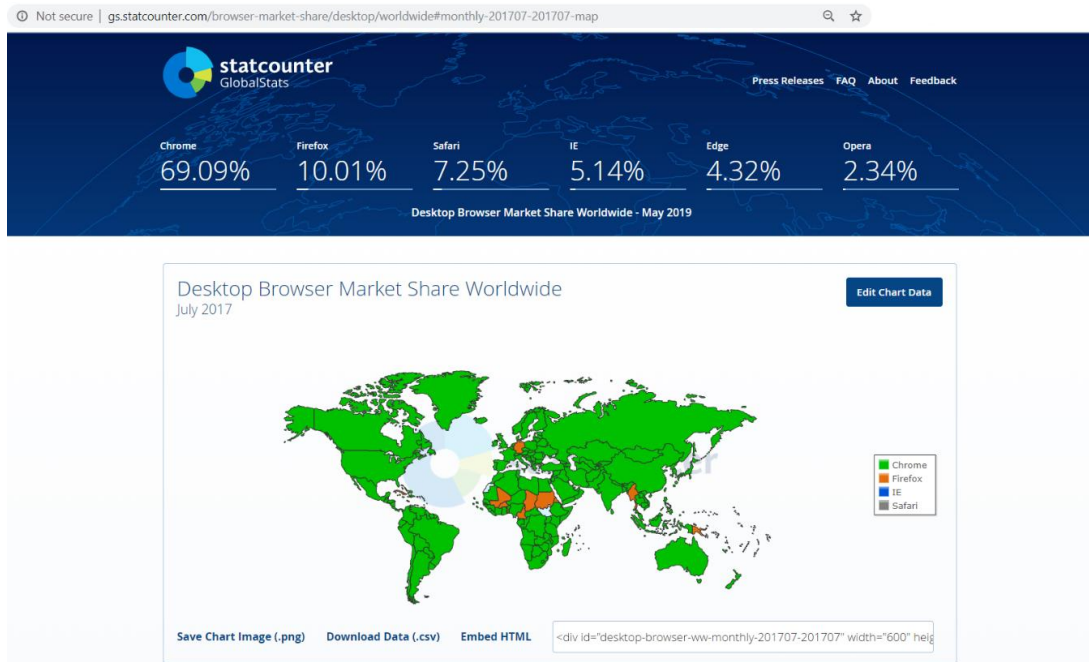 Not secure | gs.statcounter.com/browser-market-share/desktop/worldwide#monthly-201707-201707-map
statcounter
GlobalStats
Press Releases FAQ About Feedback
Chrome Firefox Safari IE Edge Opera
69.09% 10.01% 7.25% 5.14% 4.32% 2.34%
Desktop Browser Market Share Worldwide - May 2019
Desktop Browser Market Share Worldwide
July 2017
Edit Chart Data
Chrome
Firefox
IE
Safari
Save Chart Image (.png) Download Data (.csv) Embed HTML <div id="desktop-browser-ww-monthly-201707-201707" width="600" heig